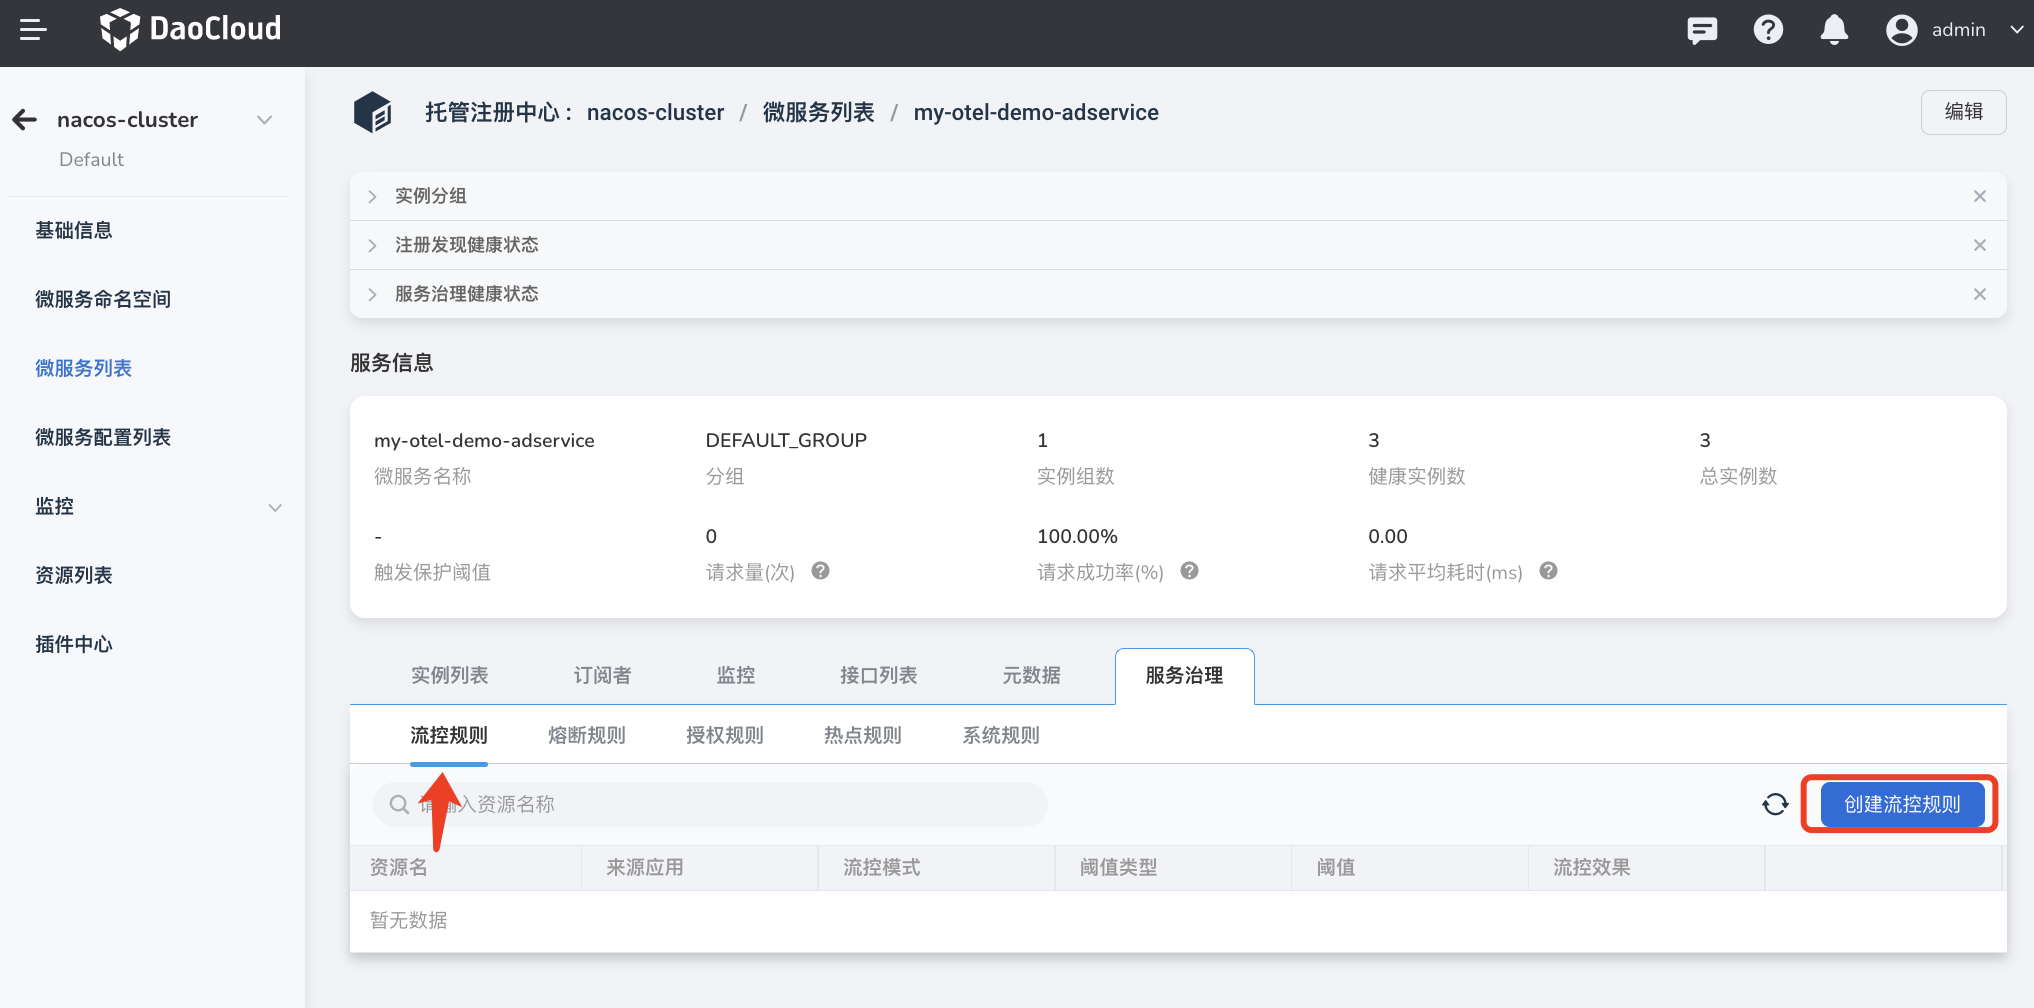 DaoCloud
admin
nacos-cluster
Default
基础信息
微服务命名空间
微服务列表
微服务配置列表
监控
资源列表
插件中心
托管注册中心： nacos-cluster / 微服务列表 / my-otel-demo-adservice
编辑
实例分组
注册发现健康状态
服务治理健康状态
服务信息
my-otel-demo-adservice DEFAULT_GROUP 1 3 3
微服务名称 分组 实例组数 健康实例数 总实例数
- 0 100.00% 0.00
触发保护阈值 请求量(次) 请求成功率(%) 请求平均耗时(ms)
实例列表 订阅者 监控 接口列表 元数据 服务治理
流控规则 熔断规则 授权规则 热点规则 系统规则
请输入资源名称 创建流控规则
资源名 来源应用 流控模式 阈值类型 阈值 流控效果
暂无数据